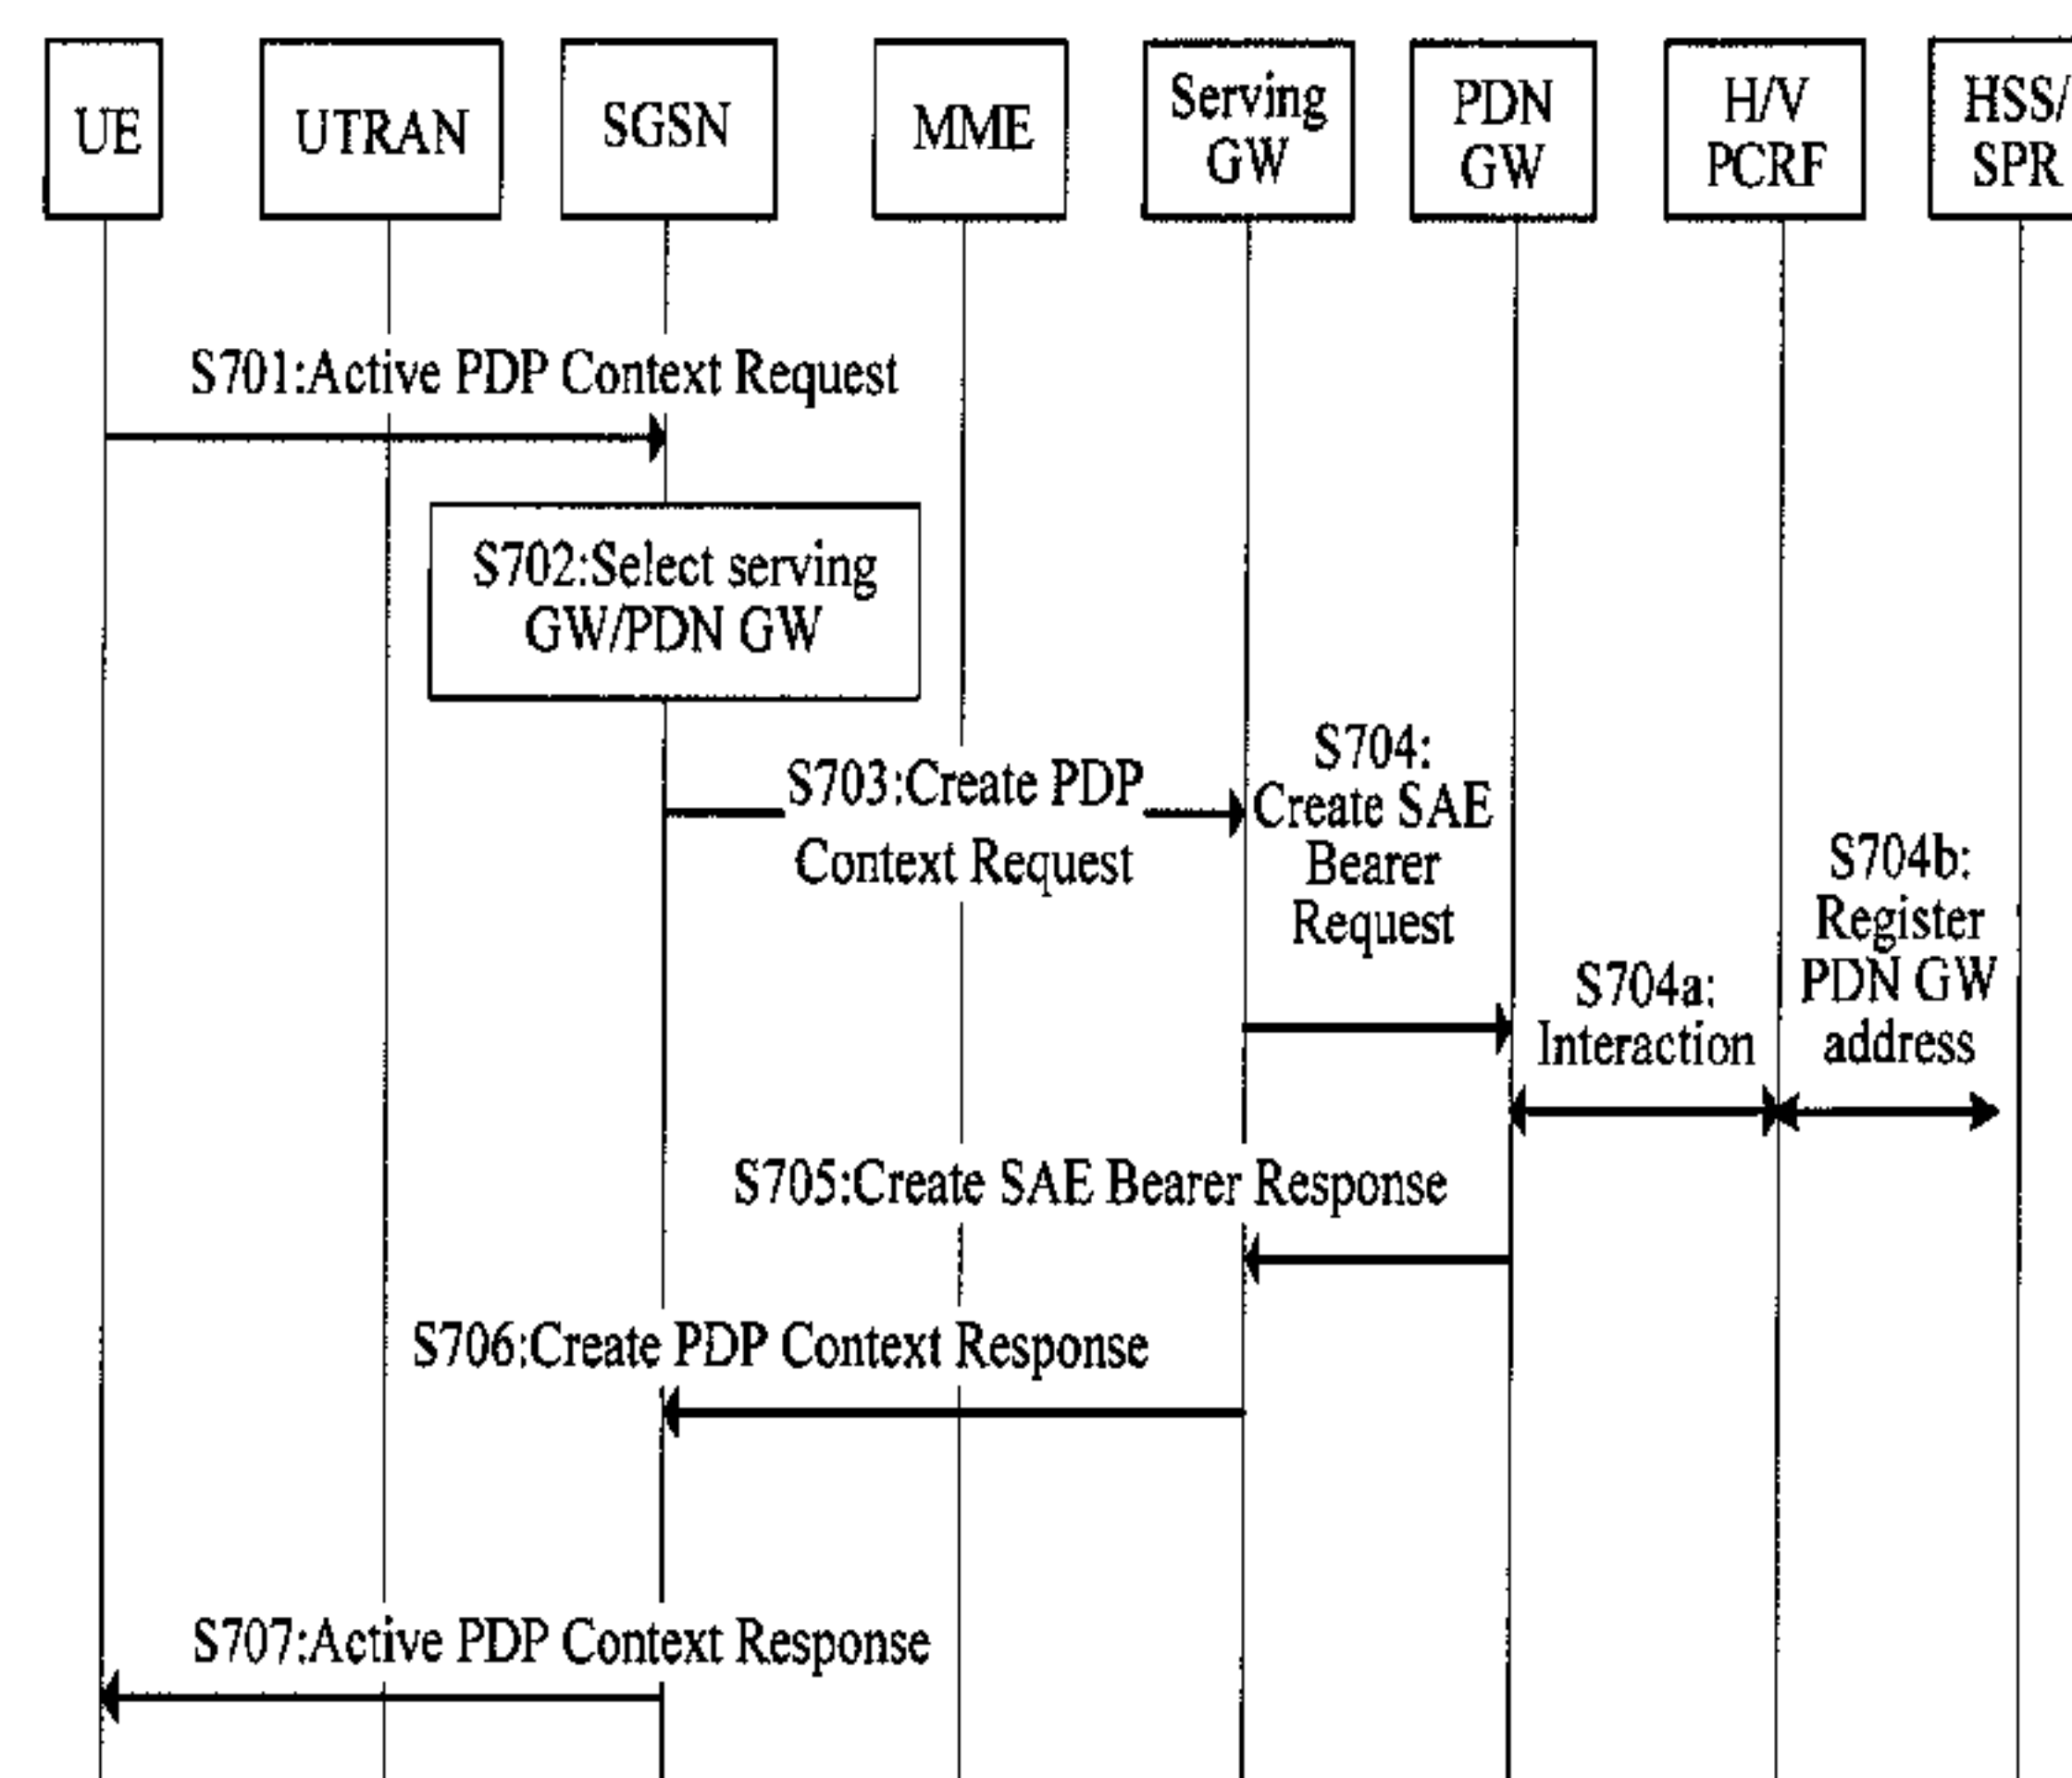 UE
UTRAN
SGSN
MME
Serving
GW
PDN
GW
H/V
PCRF
HSS/
SPR
S701:Active PDP Context Request
S702:Select serving
GW/PDN GW
S703:Create PDP
Context Request
S704:
Create SAE
Bearer
Request
S704a:
Interaction
S704b:
Register
PDN GW
address
S705:Create SAE Bearer Response
S706:Create PDP Context Response
S707:Active PDP Context Response